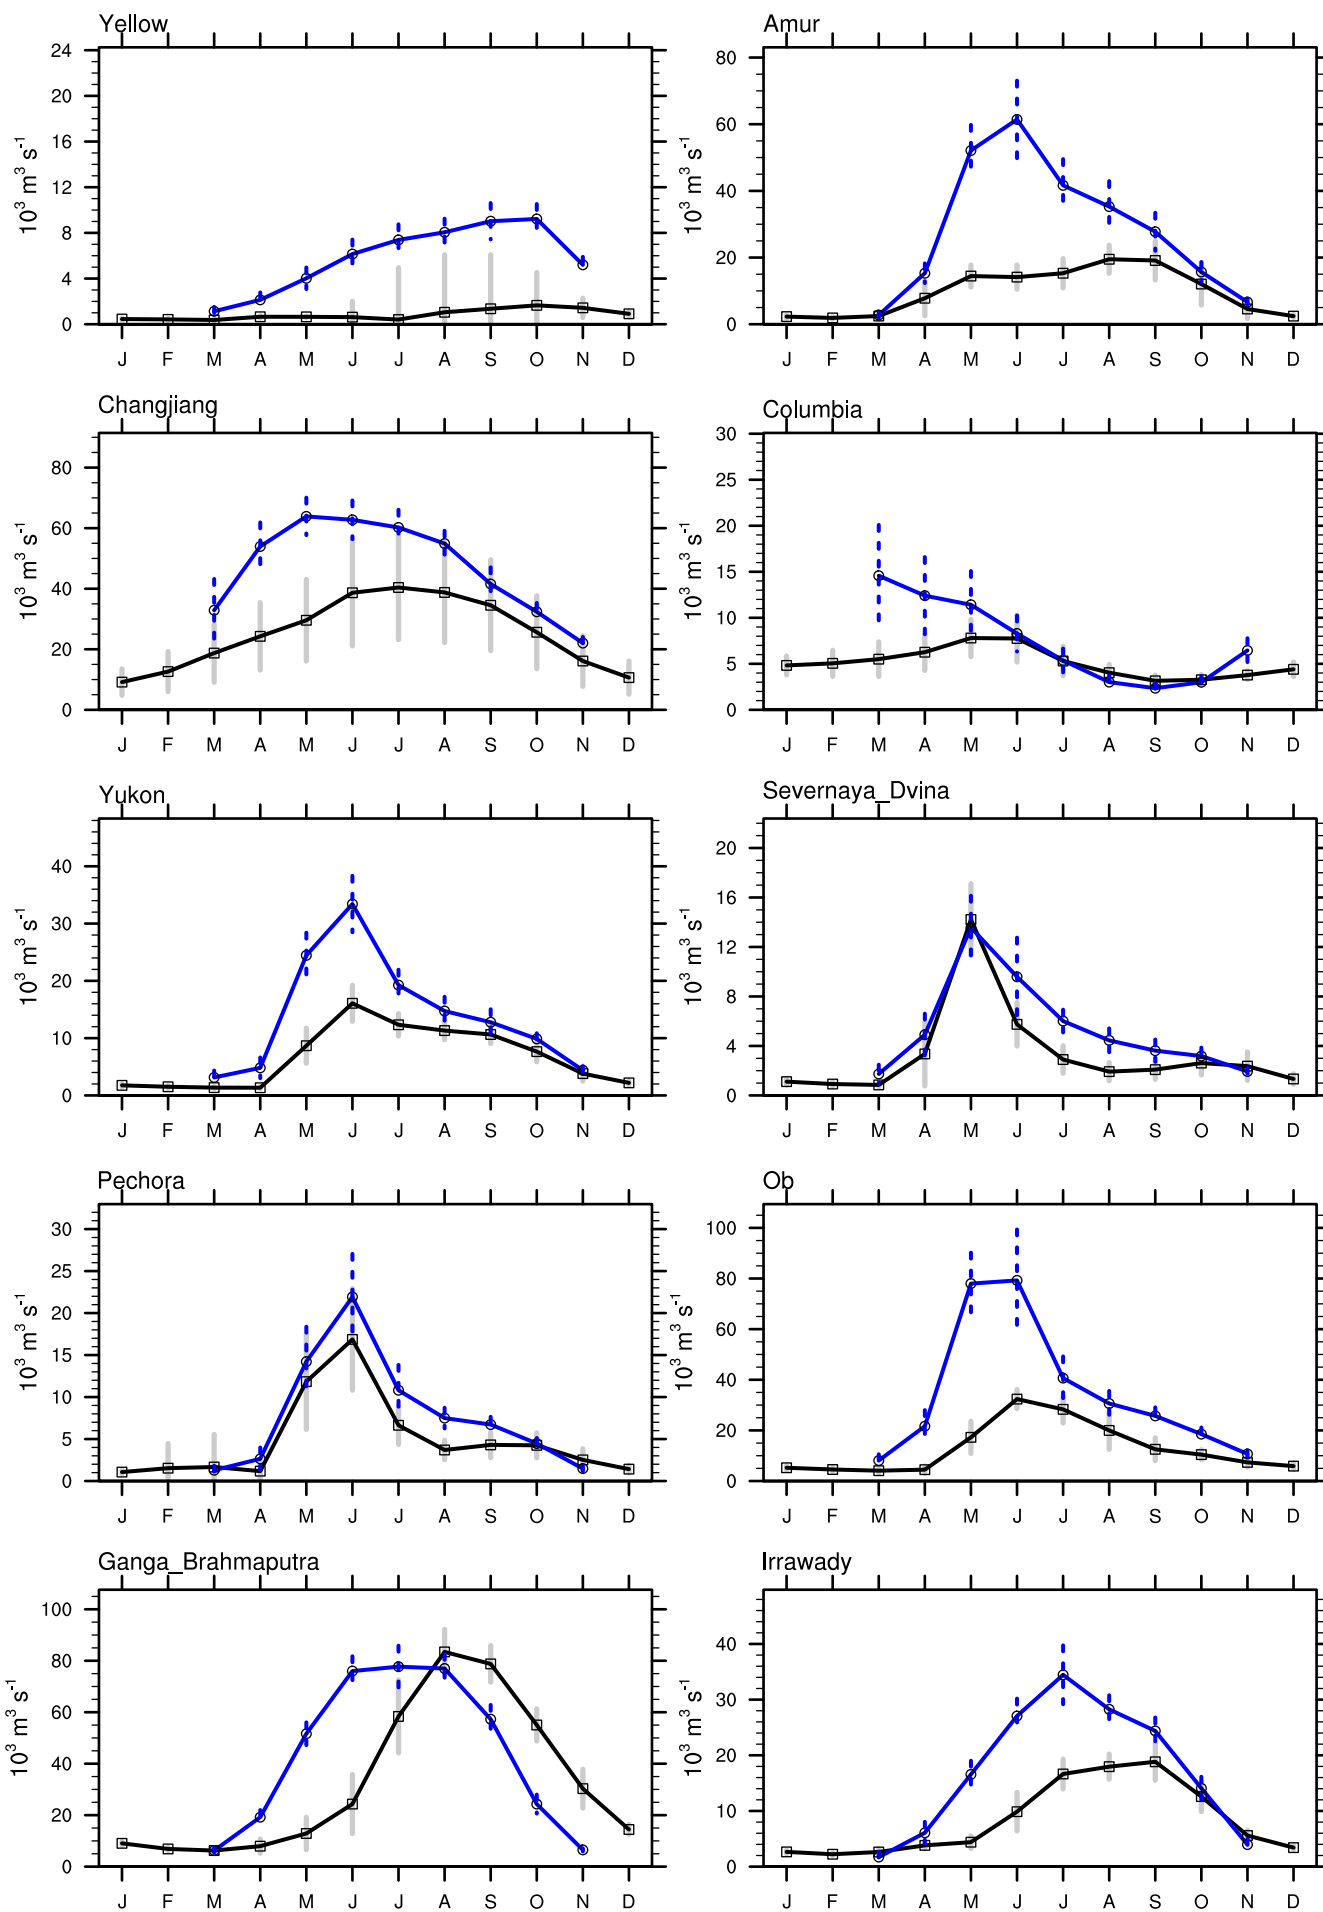 Yellow
24
20
16
12
8
4
0
10³ m³ s⁻¹
J F M A M J J A S O N D
Amur
80
60
40
20
0
10³ m³ s⁻¹
J F M A M J J A S O N D
Changjiang
80
60
40
20
0
10³ m³ s⁻¹
J F M A M J J A S O N D
Columbia
30
25
20
15
10
5
0
10³ m³ s⁻¹
J F M A M J J A S O N D
Yukon
40
30
20
10
0
10³ m³ s⁻¹
J F M A M J J A S O N D
Severnaya_Dvina
20
16
12
8
4
0
10³ m³ s⁻¹
J F M A M J J A S O N D
Pechora
30
25
20
15
10
5
0
10³ m³ s⁻¹
J F M A M J J A S O N D
Ob
100
80
60
40
20
0
10³ m³ s⁻¹
J F M A M J J A S O N D
Ganga_Brahmaputra
100
80
60
40
20
0
10³ m³ s⁻¹
J F M A M J J A S O N D
Irrawady
40
30
20
10
0
10³ m³ s⁻¹
J F M A M J J A S O N D